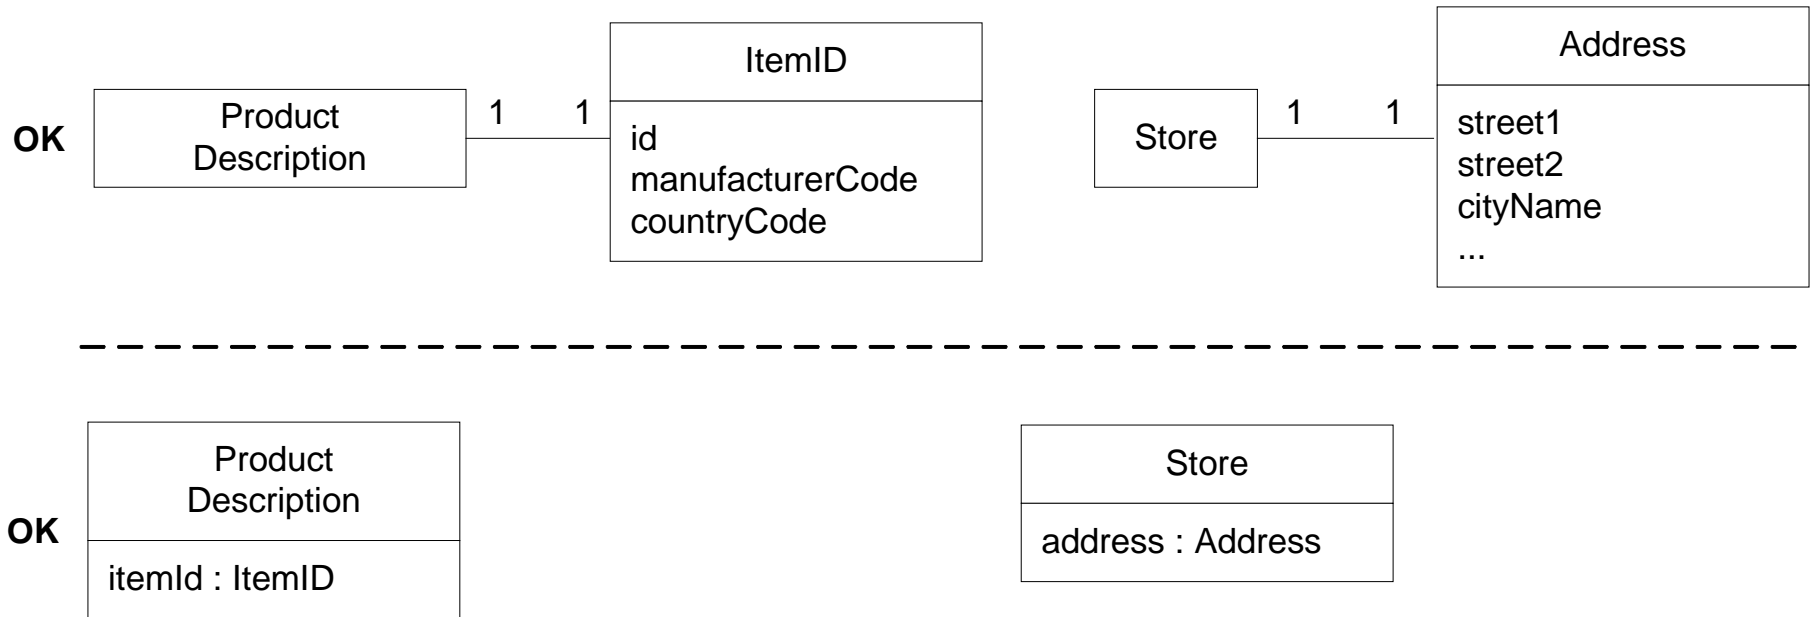 OK
Product
Description
1 1
ItemID
id
manufacturerCode
countryCode
Store
1 1
Address
street1
street2
cityName
...
OK
Product
Description
itemId : ItemID
Store
address : Address